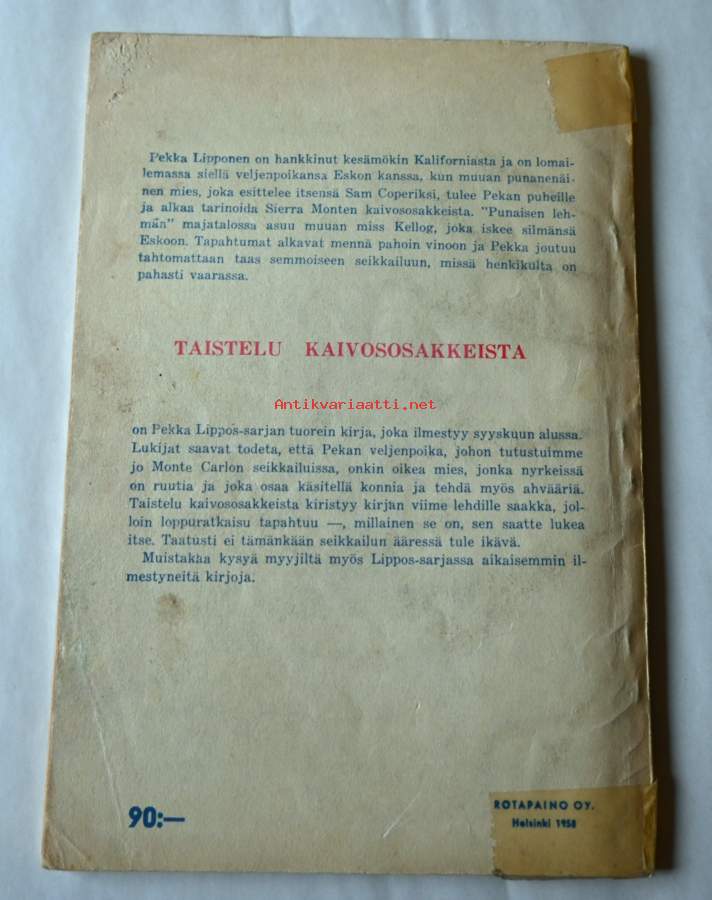 Pekka Lipponen on hankkinut kesämökin Kaliforniasta ja on lomai-
lemassa siellä veljenpoikansa Eskon kanssa, kun muuan punanenäi-
nen mies, joka esittelee itsensä Sam Coperiksi, tulee Pekan puheille
ja alkaa tarinoida Sierra Monten kaivososakkeista. "Punaisen leh-
män" majatalossa asuu muuan miss Kellog, joka iskee silmänsä
Eskoon. Tapahtumat alkavat mennä pahoin vinoon ja Pekka joutuu
tahtomattaan taas semmoiseen seikkailuun, missä henkikulta on
pahasti vaarassa.
TAISTELU KAIVOSOSAKKEISTA
Antikvariaatti.net
on Pekka Lippos-sarjan tuorein kirja, joka ilmestyy syyskuun alussa.
Lukijat saavat todeta, että Pekan veljenpoika, johon tutustuimme
jo Monte Carlon seikkailuissa, onkin oikea mies, jonka nyrkeissä
on ruutia ja joka osaa käsitellä konnia ja tehdä myös ahvääriä.
Taistelu kaivososakkeista kiristyy kirjan viime lehdille saakka, jol-
loin loppuratkaisu tapahtuu —, millainen se on, sen saatte lukea
itse. Taatusti ei tämänkään seikkailun ääressä tule ikävä.
Muistakaa kysyä myyjiltä myös Lippos-sarjassa aikaisemmin il-
mestyneitä kirjoja.
90:—
ROTAPAINO OY.
Helsinki 1958